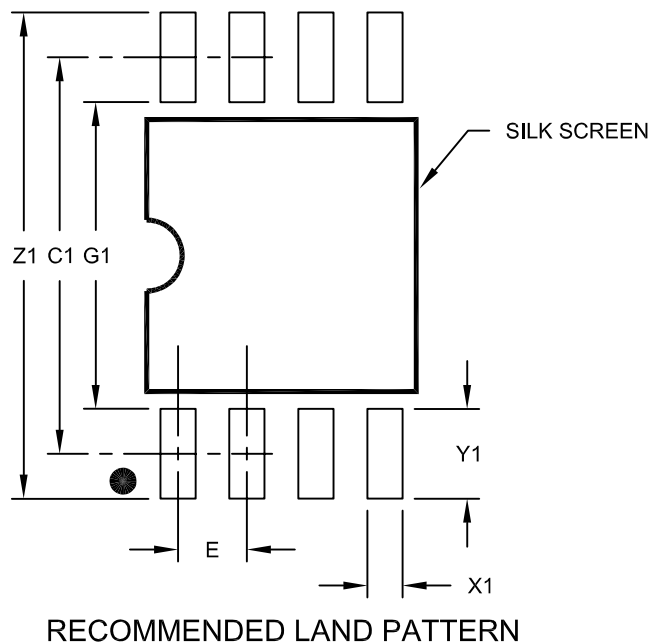 SILK SCREEN
Z1 C1 G1
Y1
E
X1
RECOMMENDED LAND PATTERN